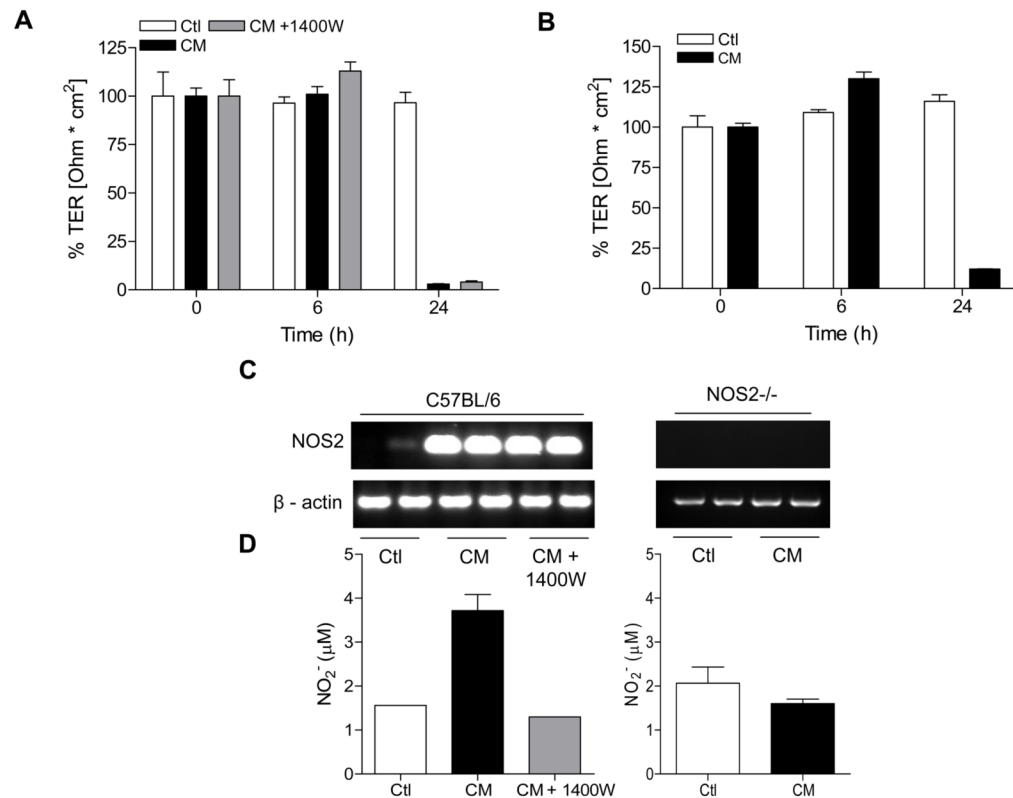 A
Ctl
CM +1400W
CM
% TER [Ohm * cm2]
125
100
75
50
25
0
0
6
24
Time (h)
B
Ctl
CM
% TER [Ohm * cm2]
150
125
100
75
50
25
0
0
6
24
Time (h)
C
C57BL/6
NOS2-/-
NOS2
β - actin
Ctl
CM
CM +
1400W
Ctl
CM
D
NO2- (μM)
5
4
3
2
1
0
Ctl
CM
CM + 1400W
NO2- (μM)
5
4
3
2
1
0
Ctl
CM